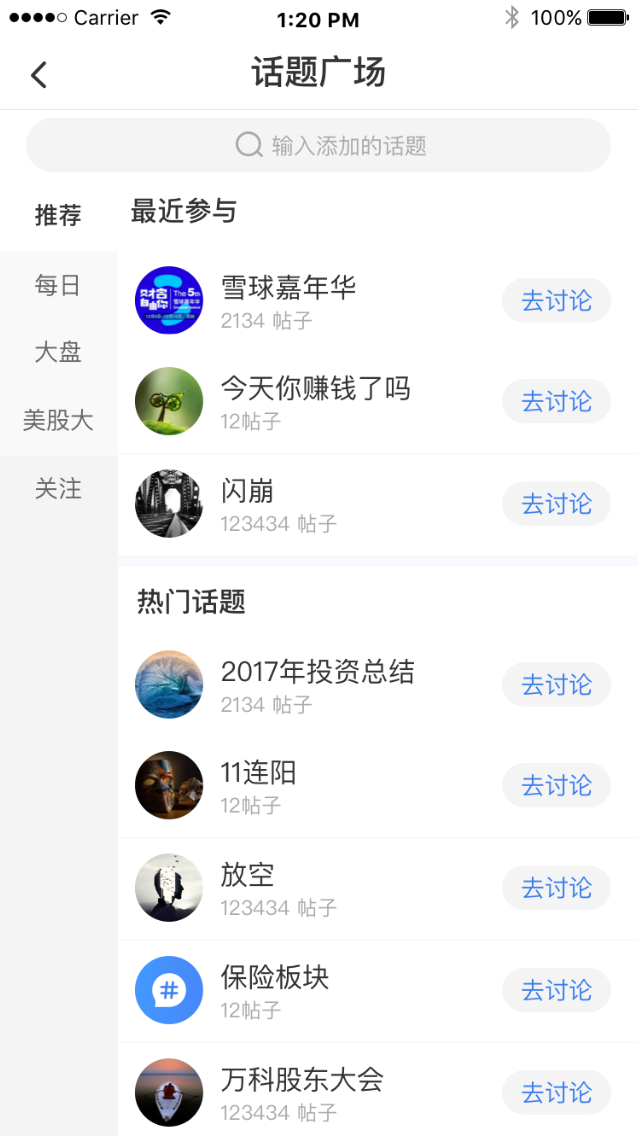 Carrier
1:20 PM
100%
话题广场
输入添加的话题
推荐
每日
大盘
美股大
关注
最近参与
财富
自由你
The 5th
雪球嘉年华
雪球嘉年华
2134 帖子
去讨论
今天你赚钱了吗
12帖子
去讨论
闪崩
123434 帖子
去讨论
热门话题
2017年投资总结
2134 帖子
去讨论
11连阳
12帖子
去讨论
放空
123434 帖子
去讨论
#
保险板块
12帖子
去讨论
万科股东大会
123434 帖子
去讨论